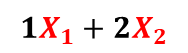 1X₁ + 2X₂